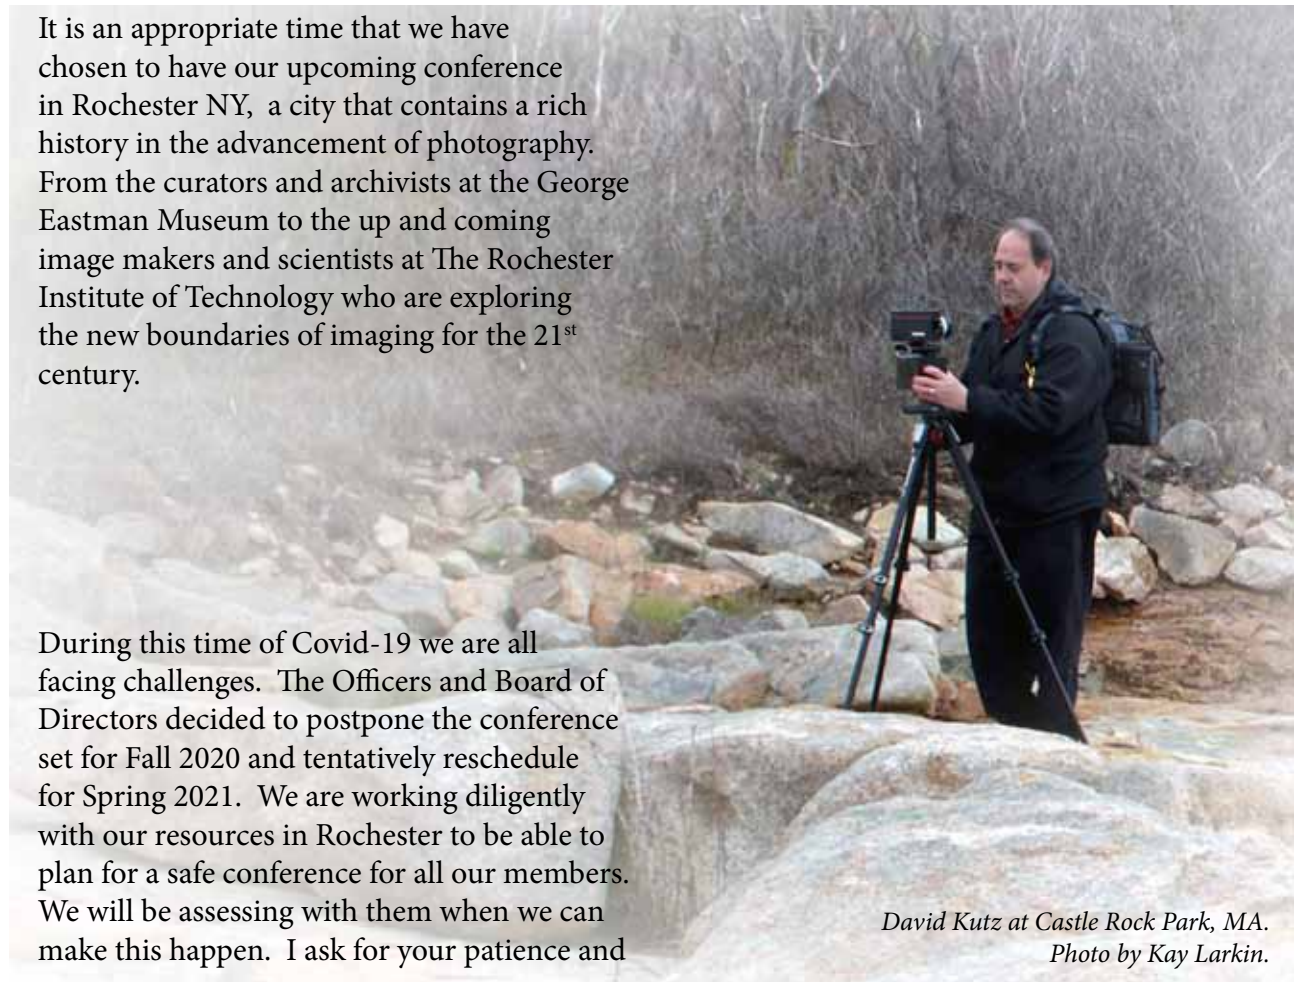 It is an appropriate time that we have
chosen to have our upcoming conference
in Rochester NY,  a city that contains a rich
history in the advancement of photography.
From the curators and archivists at the George
Eastman Museum to the up and coming
image makers and scientists at The Rochester
Institute of Technology who are exploring
the new boundaries of imaging for the 21st
century.
During this time of Covid-19 we are all
facing challenges.  The Officers and Board of
Directors decided to postpone the conference
set for Fall 2020 and tentatively reschedule
for Spring 2021.  We are working diligently
with our resources in Rochester to be able to
plan for a safe conference for all our members.
We will be assessing with them when we can
make this happen.  I ask for your patience and
David Kutz at Castle Rock Park, MA.
Photo by Kay Larkin.